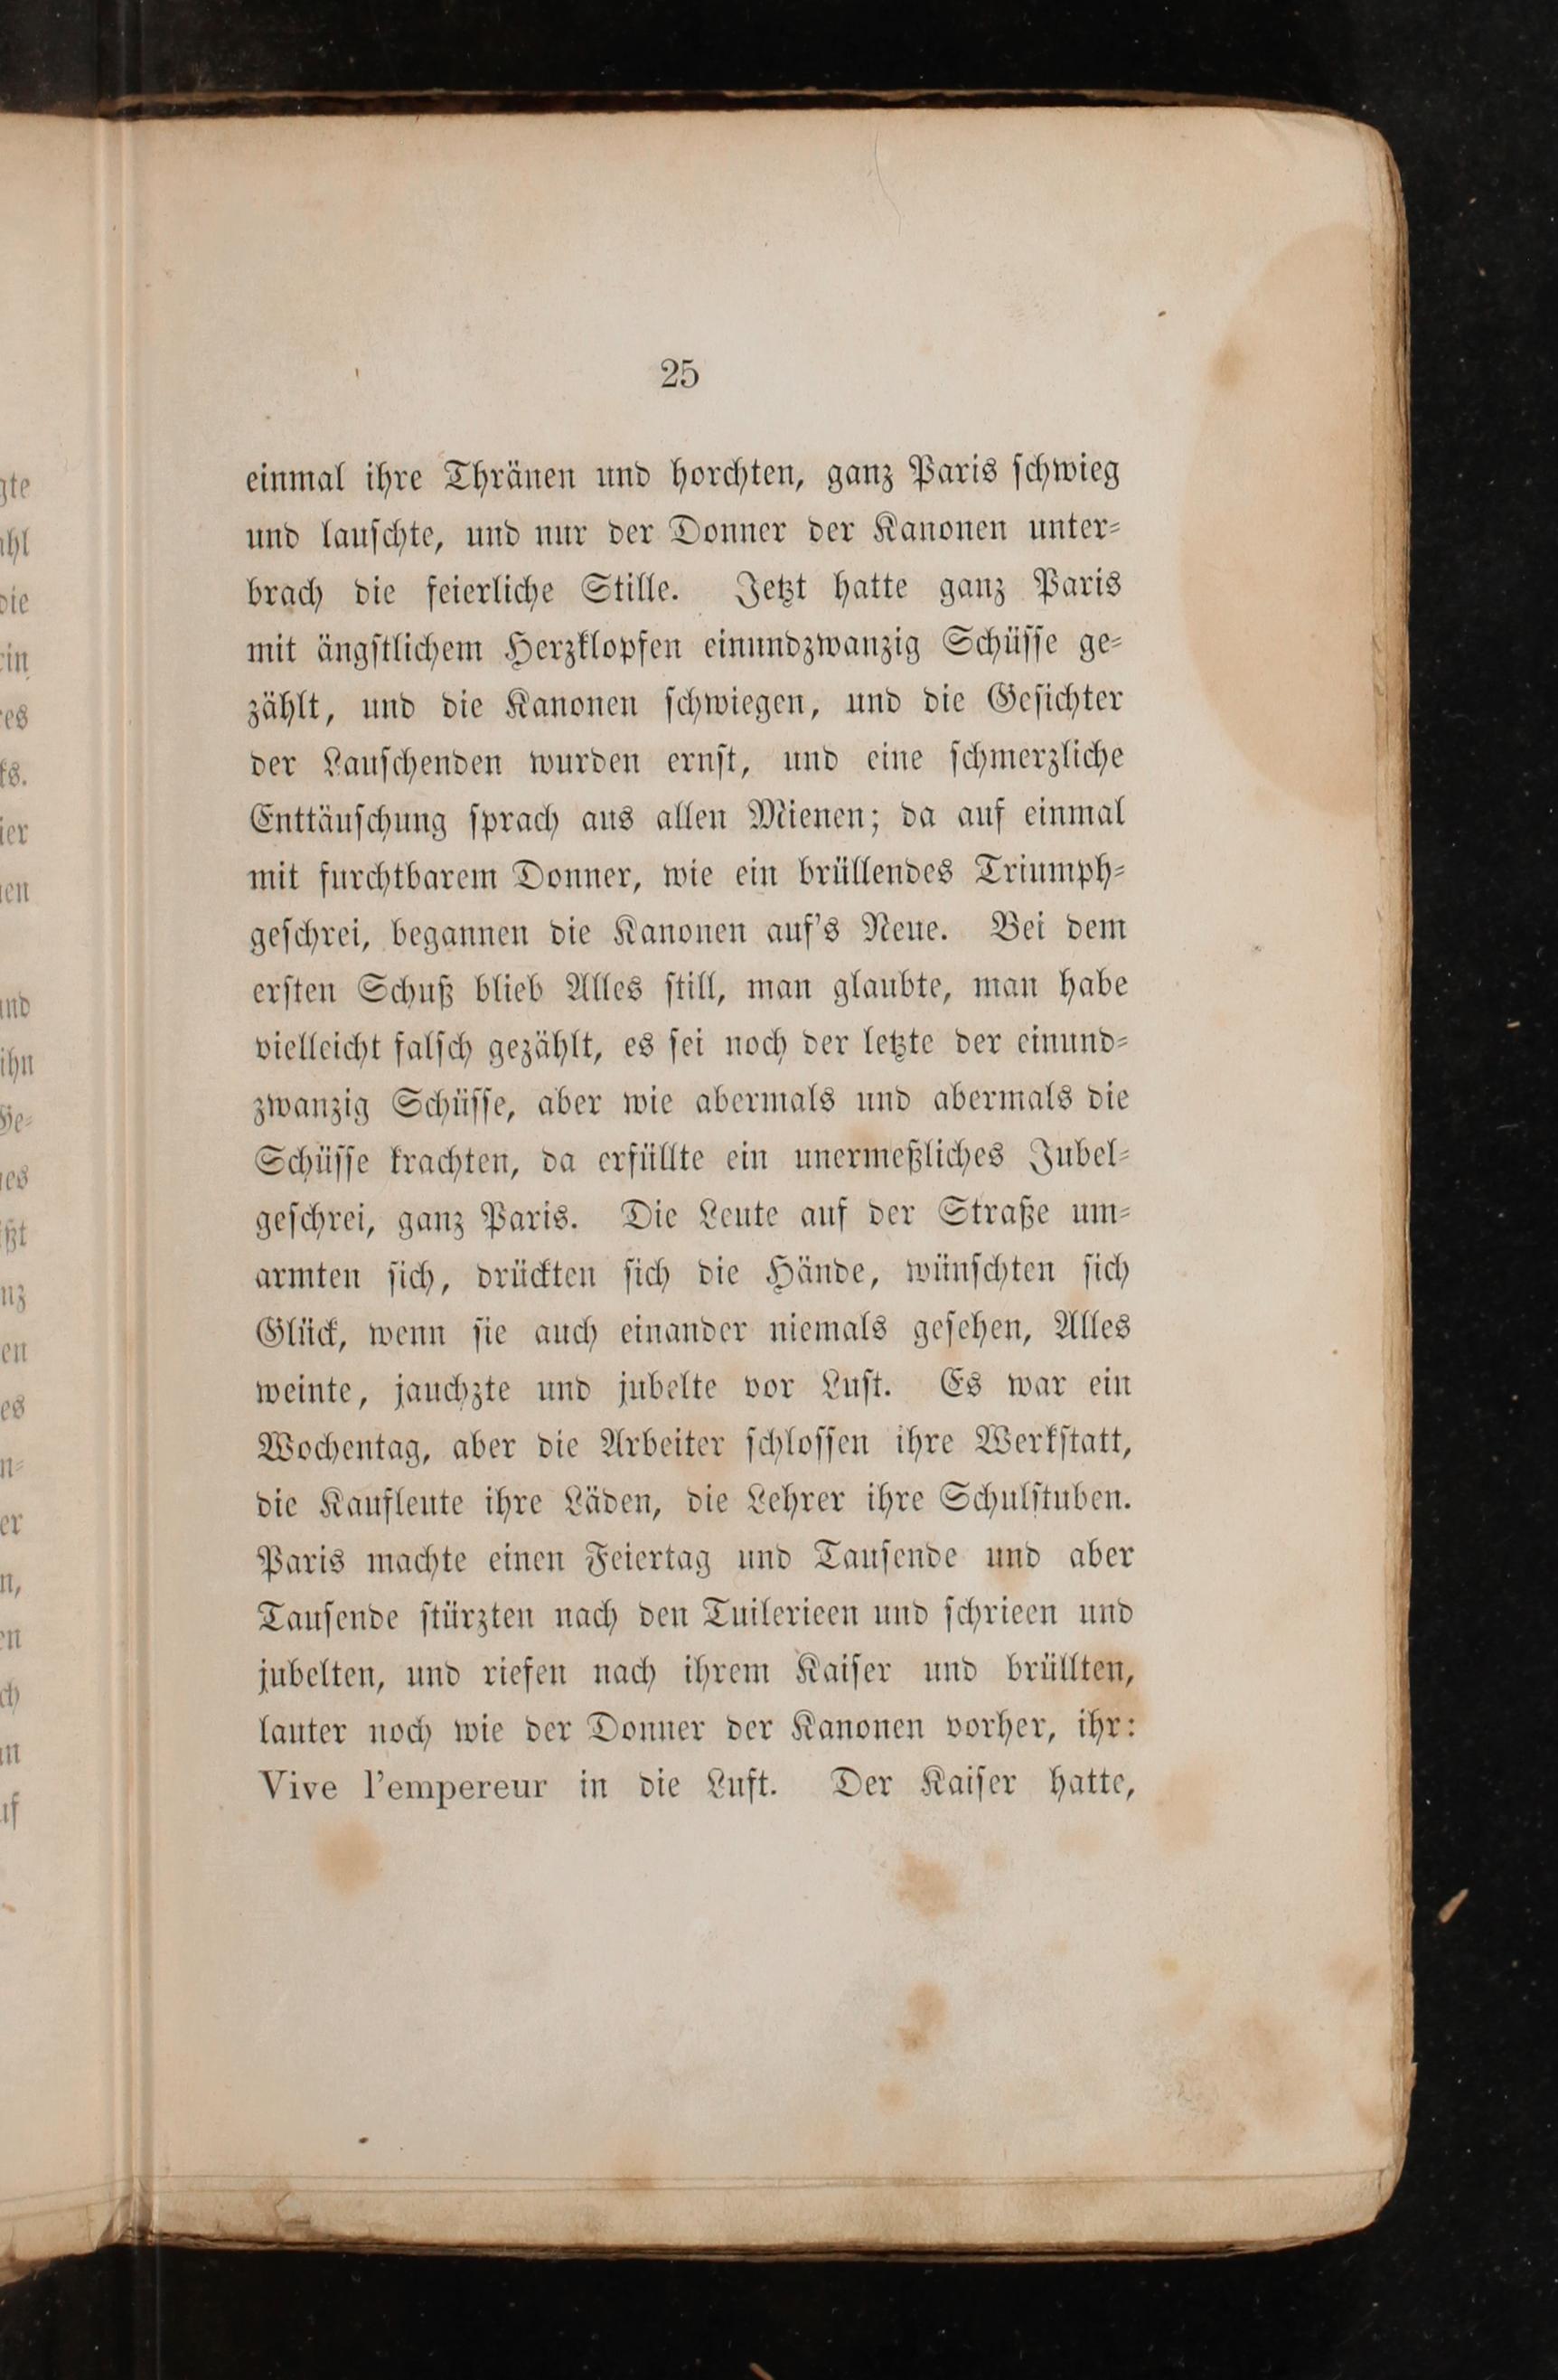 25
einmal ihre Thränen und horchten, ganz Paris schwieg
und lauschte, und nur der Donner der Kanonen unter-
brach die feierliche Stille. Jetzt hatte ganz Paris
mit ängstlichem Herzklopfen einundzwanzig Schüsse ge-
zählt, und die Kanonen schwiegen, und die Gesichter
der Lauschenden wurden ernst, und eine schmerzliche
Enttäuschung sprach aus allen Mienen; da auf einmal
mit furchtbarem Donner, wie ein brüllendes Triumph-
geschrei, begannen die Kanonen auf's Neue. Bei dem
ersten Schuß blieb Alles still, man glaubte, man habe
vielleicht falsch gezählt, es sei noch der letzte der einund-
zwanzig Schüsse, aber wie abermals und abermals die
Schüsse krachten, da erfüllte ein unermeßliches Jubel-
geschrei, ganz Paris. Die Leute auf der Straße um-
armten sich, drückten sich die Hände, wünschten sich
Glück, wenn sie auch einander niemals gesehen, Alles
weinte, jauchzte und jubelte vor Lust. Es war ein
Wochentag, aber die Arbeiter schlossen ihre Werkstatt,
die Kaufleute ihre Läden, die Lehrer ihre Schulstuben.
Paris machte einen Feiertag und Tausende und aber
Tausende stürzten nach den Tuilerieen und schrieen und
jubelten, und riefen nach ihrem Kaiser und brüllten,
lauter noch wie der Donner der Kanonen vorher, ihr:
Vive l'empereur in die Luft. Der Kaiser hatte,